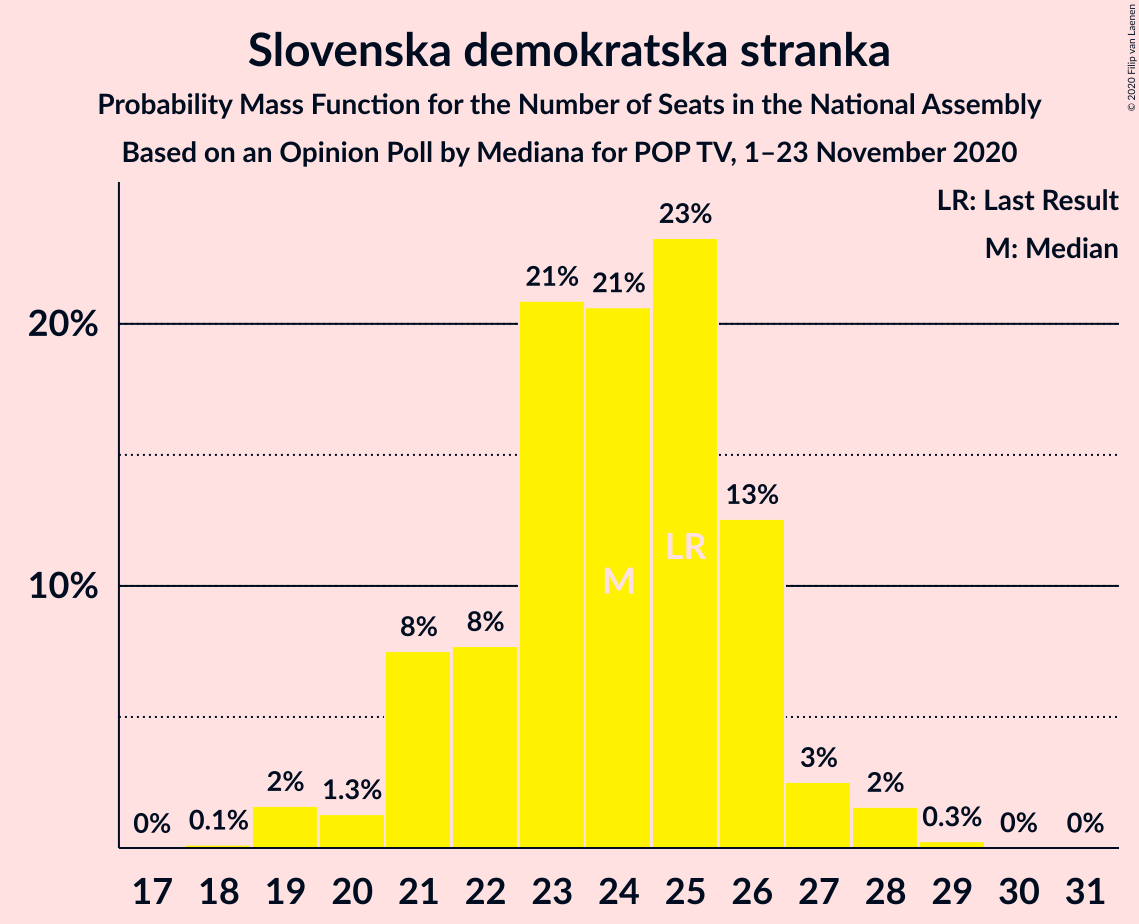 Slovenska demokratska stranka
Probability Mass Function for the Number of Seats in the National Assembly
Based on an Opinion Poll by Mediana for POP TV, 1–23 November 2020
© 2020 Filip van Laenen
LR: Last Result
M: Median
20%
10%
0%
0.1%
2%
1.3%
8%
8%
21%
21%
23%
13%
3%
2%
0.3%
0%
0%
M
LR
17 18 19 20 21 22 23 24 25 26 27 28 29 30 31